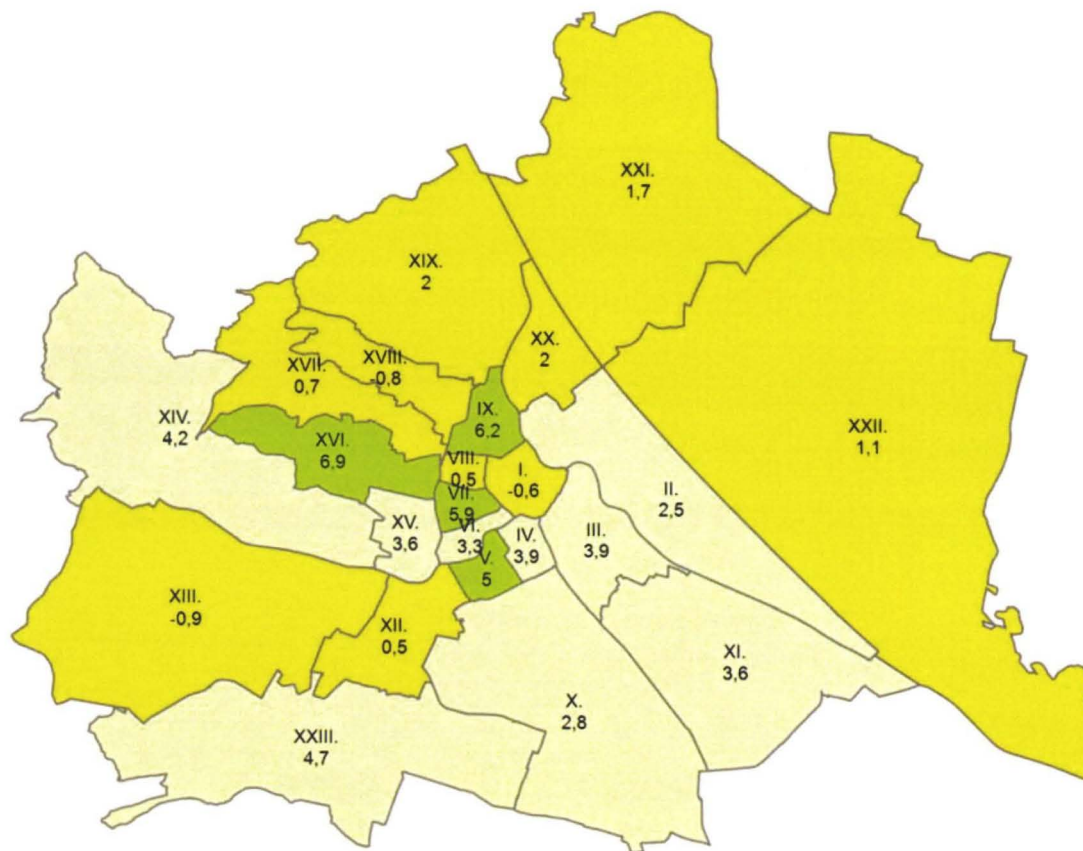 XXI.
1,7
XIX.
2
XX.
2
XVIII.
-0,8
XVII.
0,7
XIV.
4,2
IX.
6,2
XXII.
1,1
XVI.
6,9
VIII.
0,5
I.
-0,6
VII.
5,9
II.
2,5
XV.
3,6
VI.
3,3
IV.
3,9
III.
3,9
V.
5
XIII.
-0,9
XII.
0,5
XI.
3,6
X.
2,8
XXIII.
4,7